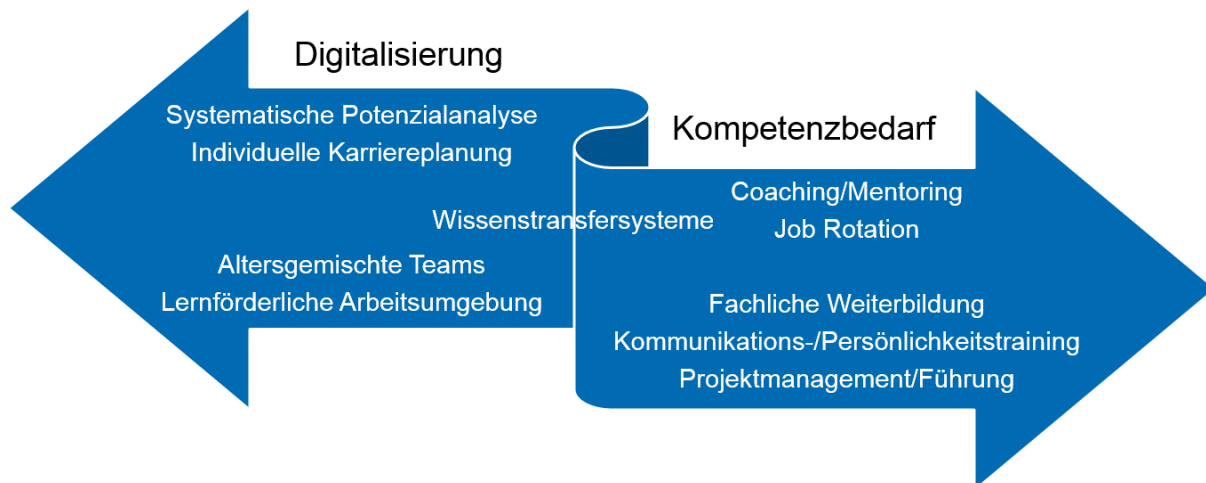 Digitalisierung
Systematische Potenzialanalyse
Individuelle Karriereplanung
Wissenstransfersysteme
Altersgemischte Teams
Lernförderliche Arbeitsumgebung
Kompetenzbedarf
Coaching/Mentoring
Job Rotation
Fachliche Weiterbildung
Kommunikations-/Persönlichkeitstraining
Projektmanagement/Führung